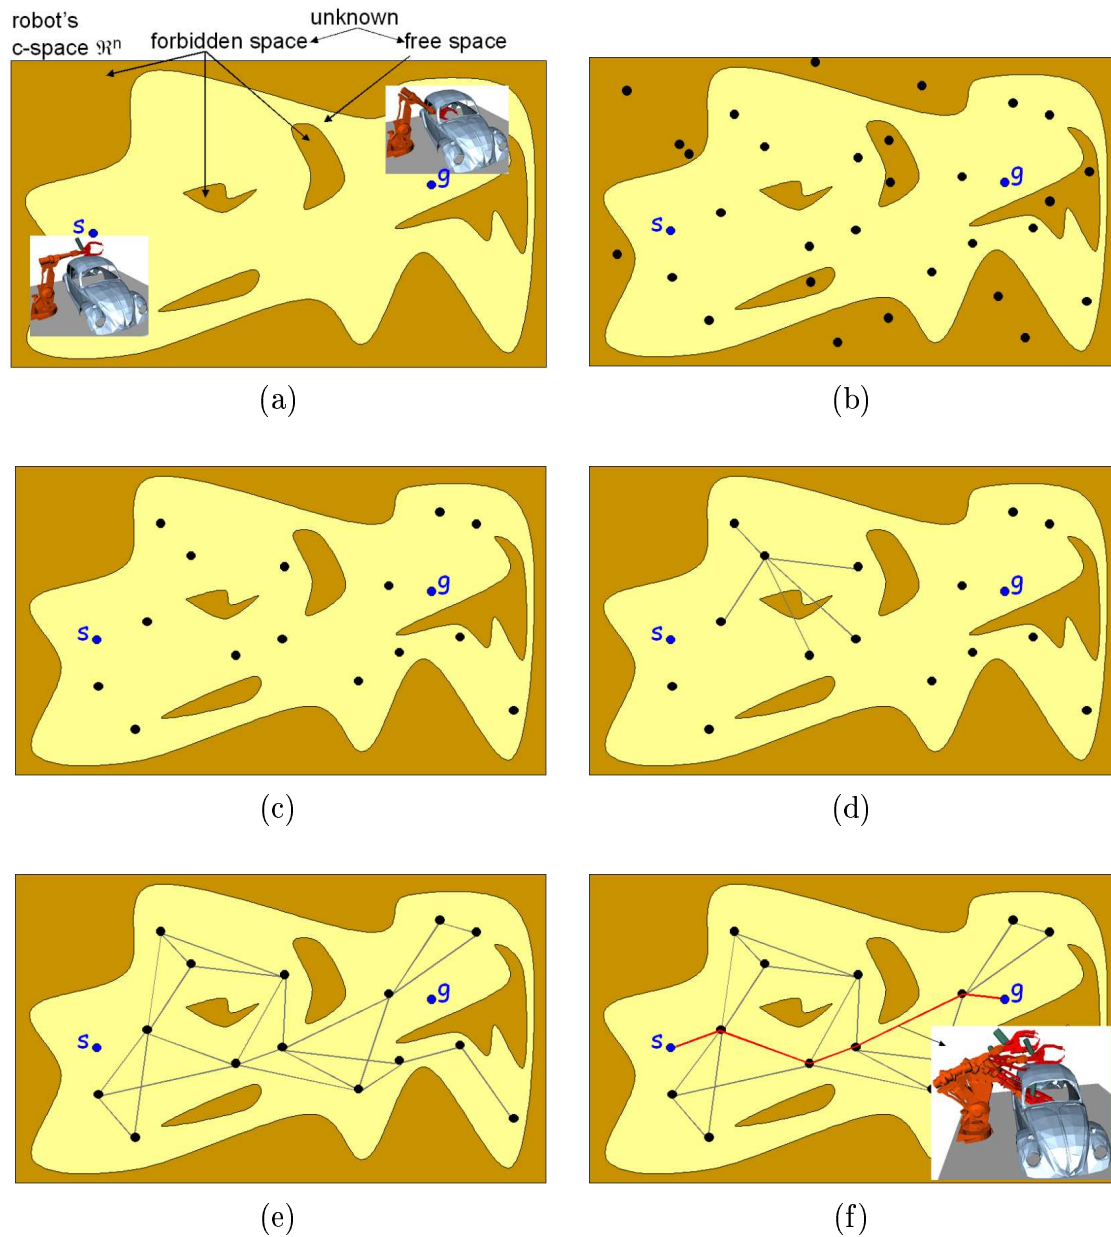 robot's
c-space ℜⁿ
unknown
forbidden space
free space
g
s
(a)
g
s
(b)
g
s
(c)
g
s
(d)
g
s
(e)
g
s
(f)